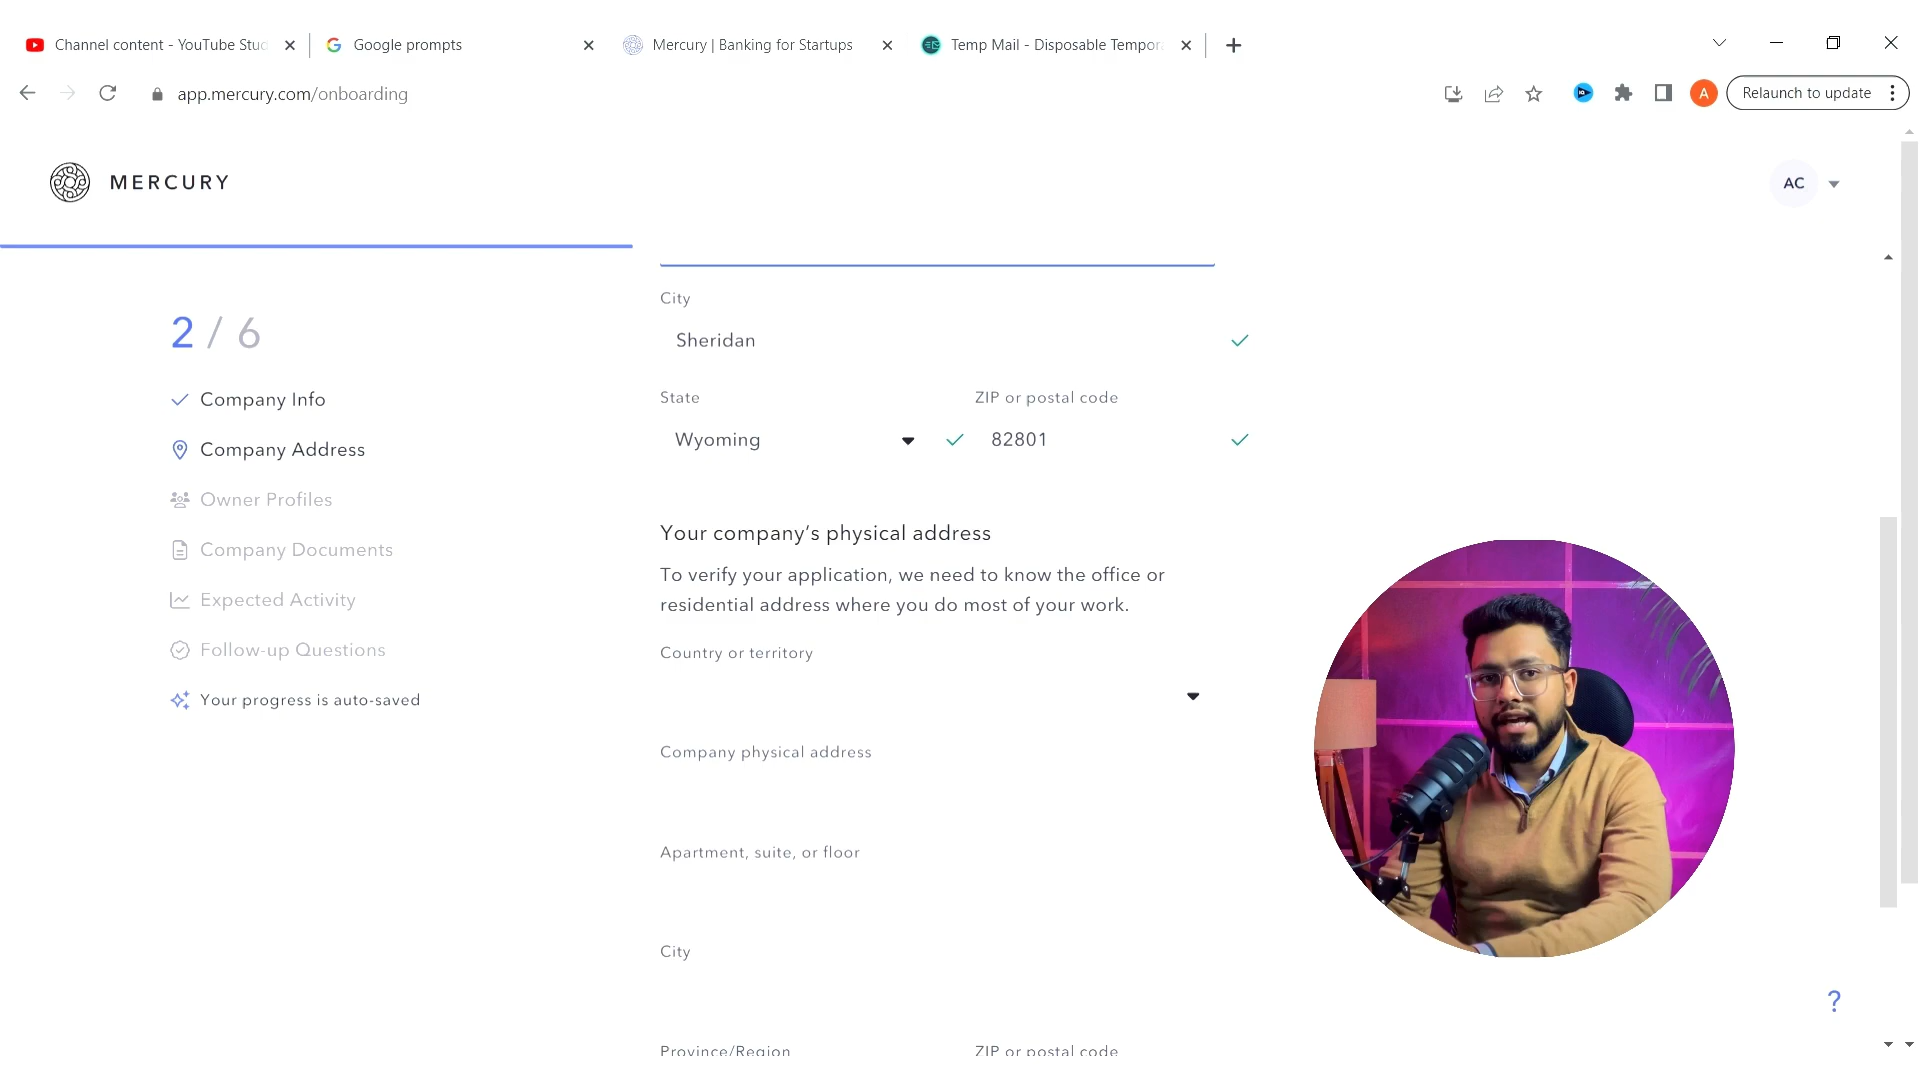 Channel content - YouTube Stud
Google prompts
Mercury | Banking for Startups
Temp Mail - Disposable Tempora
app.mercury.com/onboarding
A
Relaunch to update
MERCURY
AC
2 / 6
Company Info
Company Address
Owner Profiles
Company Documents
Expected Activity
Follow-up Questions
Your progress is auto-saved
City
Sheridan
State
ZIP or postal code
Wyoming
82801
Your company’s physical address
To verify your application, we need to know the office or
residential address where you do most of your work.
Country or territory
Company physical address
Apartment, suite, or floor
City
Province/Region
ZIP or postal code
?